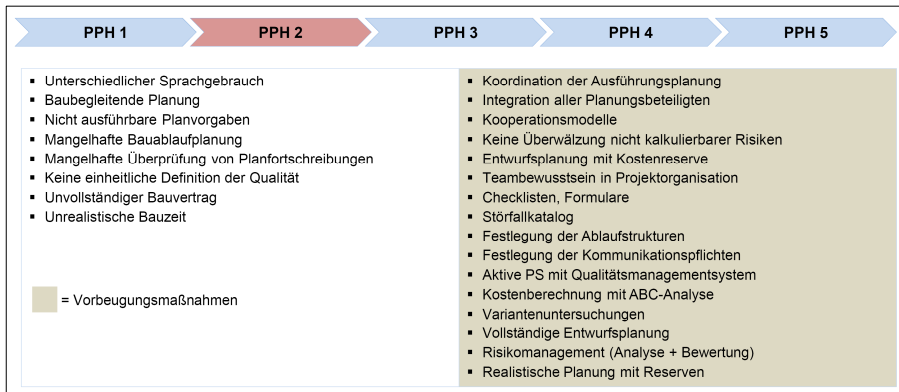 PPH 1
PPH 2
PPH 3
PPH 4
PPH 5
▪ Unterschiedlicher Sprachgebrauch
▪ Baubegleitende Planung
▪ Nicht ausführbare Planvorgaben
▪ Mangelhafte Bauablaufplanung
▪ Mangelhafte Überprüfung von Planfortschreibungen
▪ Keine einheitliche Definition der Qualität
▪ Unvollständiger Bauvertrag
▪ Unrealistische Bauzeit
= Vorbeugungsmaßnahmen
▪ Koordination der Ausführungsplanung
▪ Integration aller Planungsbeteiligten
▪ Kooperationsmodelle
▪ Keine Überwälzung nicht kalkulierbarer Risiken
▪ Entwurfsplanung mit Kostenreserve
▪ Teambewusstsein in Projektorganisation
▪ Checklisten, Formulare
▪ Störfallkatalog
▪ Festlegung der Ablaufstrukturen
▪ Festlegung der Kommunikationspflichten
▪ Aktive PS mit Qualitätsmanagementsystem
▪ Kostenberechnung mit ABC-Analyse
▪ Variantenuntersuchungen
▪ Vollständige Entwurfsplanung
▪ Risikomanagement (Analyse + Bewertung)
▪ Realistische Planung mit Reserven